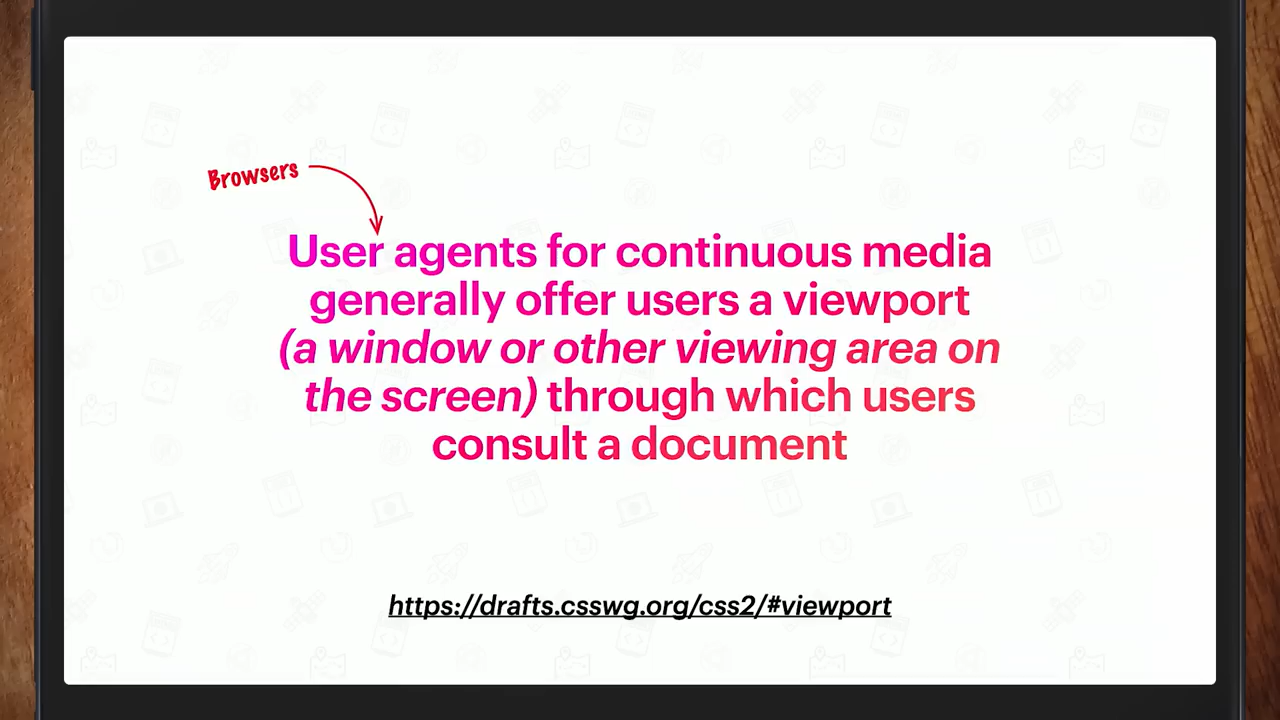 Browsers
User agents for continuous media
generally offer users a viewport
(a window or other viewing area on
the screen) through which users
consult a document
https://drafts.csswg.org/css2/#viewport